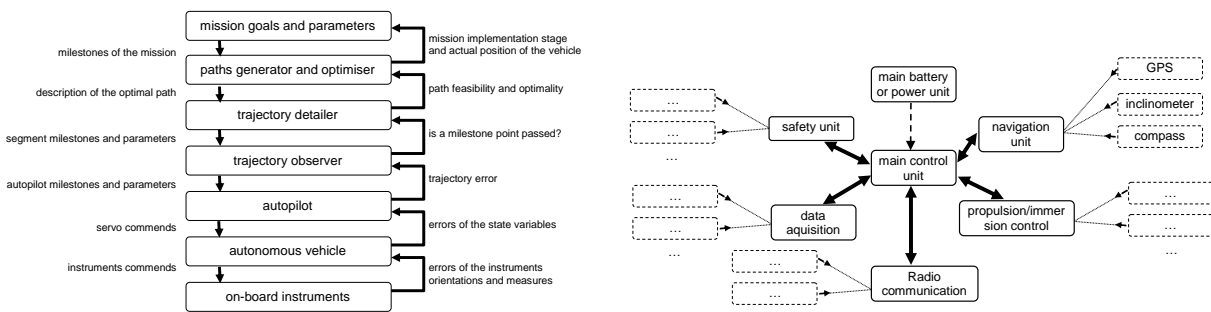 mission goals and parameters
milestones of the mission
mission implementation stage
and actual position of the vehicle
paths generator and optimiser
description of the optimal path
path feasibility and optimality
trajectory detailer
segment milestones and parameters
is a milestone point passed?
trajectory observer
autopilot milestones and parameters
trajectory error
autopilot
servo commends
errors of the state variables
autonomous vehicle
instruments commends
errors of the instruments
orientations and measures
on-board instruments
main battery
or power unit
GPS
inclinometer
compass
…
…
…
safety unit
navigation
unit
main control
unit
…
…
…
data
aquisition
propulsion/immer
sion control
…
…
…
…
…
Radio
communication